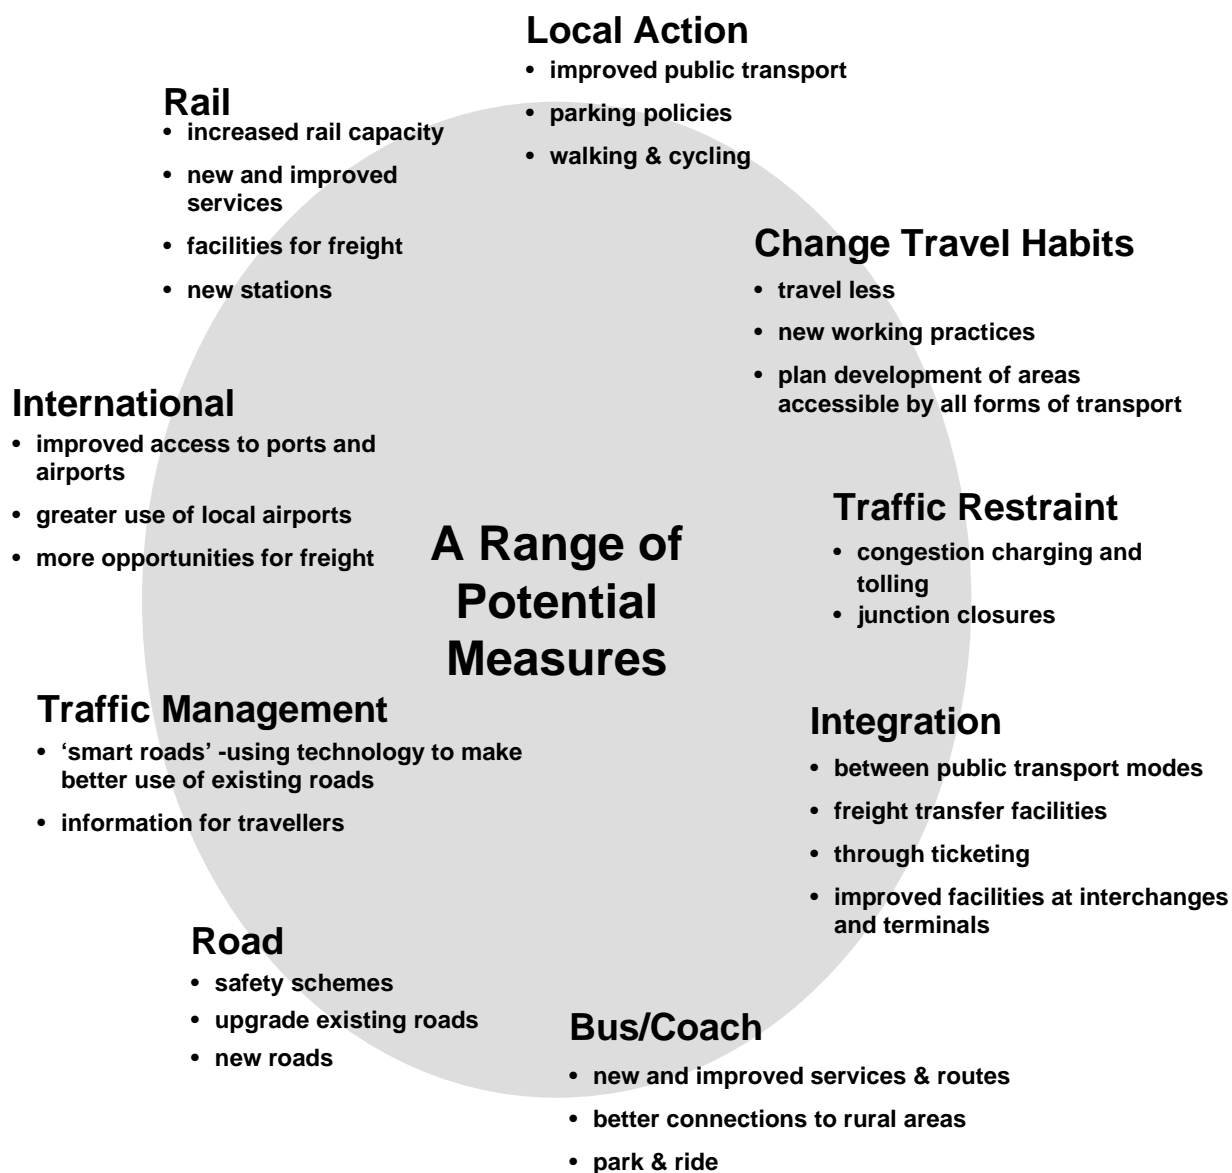 Local Action
• improved public transport
• parking policies
• walking & cycling
Rail
• increased rail capacity
• new and improved
services
• facilities for freight
• new stations
Change Travel Habits
• travel less
• new working practices
• plan development of areas
accessible by all forms of transport
International
• improved access to ports and
airports
• greater use of local airports
• more opportunities for freight
A Range of
Potential
Measures
Traffic Restraint
• congestion charging and
tolling
• junction closures
Traffic Management
• ‘smart roads’ -using technology to make
better use of existing roads
• information for travellers
Integration
• between public transport modes
• freight transfer facilities
• through ticketing
• improved facilities at interchanges
and terminals
Road
• safety schemes
• upgrade existing roads
• new roads
Bus/Coach
• new and improved services & routes
• better connections to rural areas
• park & ride